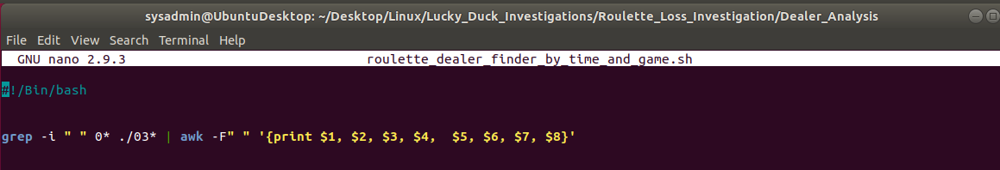 sysadmin@UbuntuDesktop: ~/Desktop/Linux/Lucky_Duck_Investigations/Roulette_Loss_Investigation/Dealer_Analysis
File Edit View Search Terminal Help
GNU nano 2.9.3 roulette_dealer_finder_by_time_and_game.sh
#!/Bin/bash
grep -i " " 0* ./03* | awk -F" " '{print $1, $2, $3, $4,  $5, $6, $7, $8}'